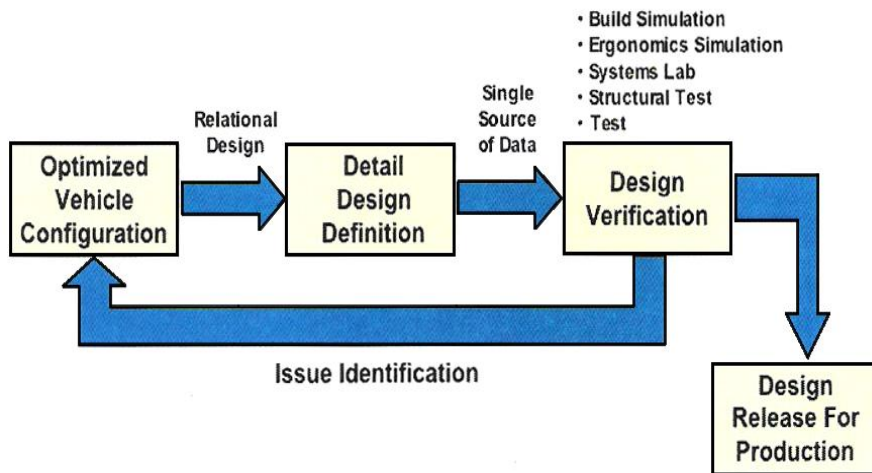 • Build Simulation
• Ergonomics Simulation
• Systems Lab
• Structural Test
• Test
Relational
Design
Single
Source
of Data
Optimized
Vehicle
Configuration
Detail
Design
Definition
Design
Verification
Issue Identification
Design
Release For
Production